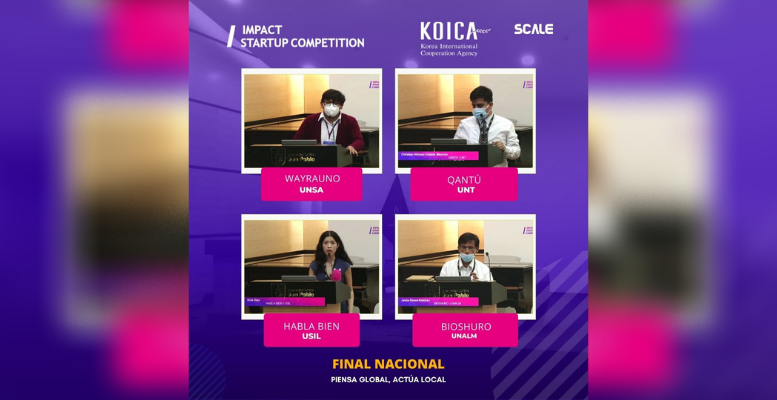 IMPACT
STARTUP COMPETITION
KOICA
Korea International
Cooperation Agency
SCALE
WAYRAUNO
UNSA
QANTÚ
UNT
HABLA BIEN
USIL
BIOSHURO
UNALM
FINAL NACIONAL
PIENSA GLOBAL, ACTÚA LOCAL